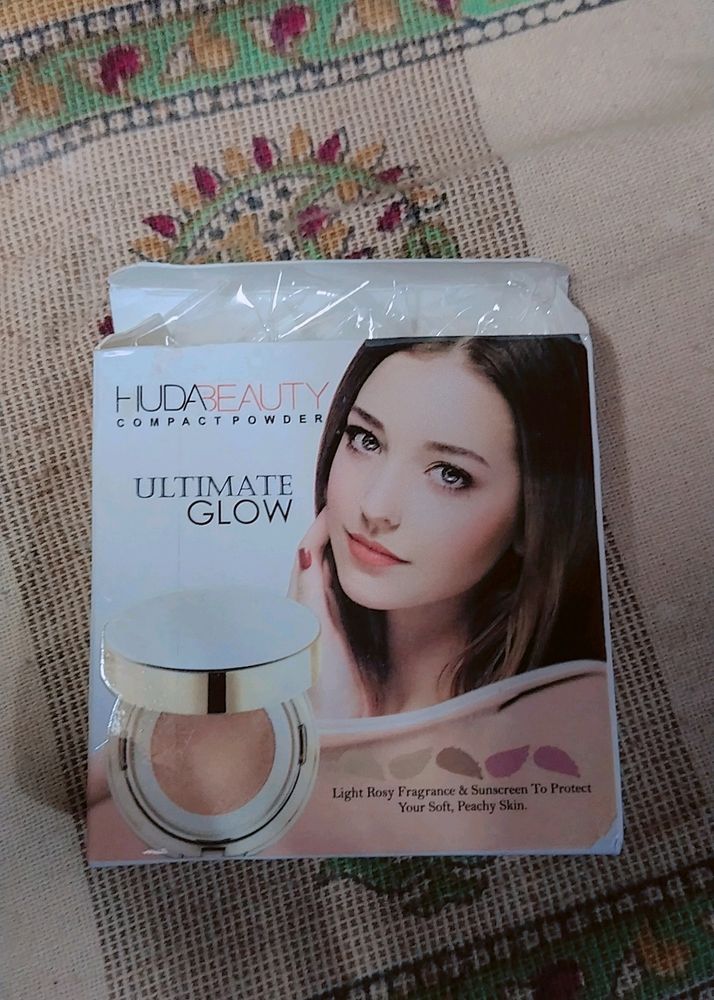 HUDABEAUTY
COMPACT POWDER
ULTIMATE
GLOW
Light Rosy Fragrance & Sunscreen To Protect
Your Soft, Peachy Skin.